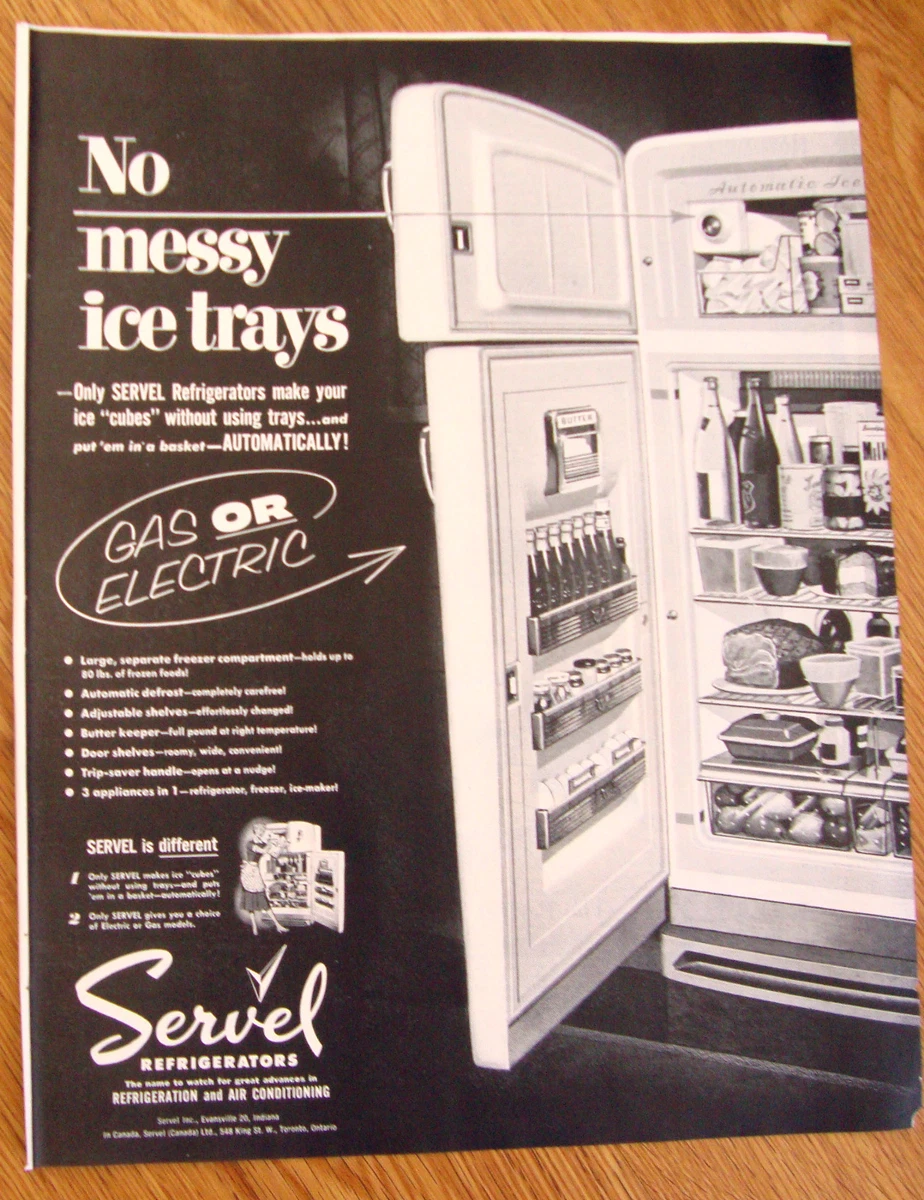 No
messy
ice trays
—Only SERVEL Refrigerators make your
ice "cubes" without using trays...and
put 'em in a basket—AUTOMATICALLY!
GAS OR
ELECTRIC
● Large, separate freezer compartment—holds up to
80 lbs. of frozen foods!
● Automatic defrost—completely carefree!
● Adjustable shelves—effortlessly changed!
● Butter keeper—full pound at right temperature!
● Door shelves—roomy, wide, convenient!
● Trip-saver handle—opens at a nudge!
● 3 appliances in 1—refrigerator, freezer, ice-maker!
SERVEL is different
1 Only SERVEL makes ice "cubes"
without using trays—and puts
'em in a basket—automatically!
2 Only SERVEL gives you a choice
of Electric or Gas models.
Servel
REFRIGERATORS
The name to watch for great advances in
REFRIGERATION and AIR CONDITIONING
Servel Inc., Evansville 20, Indiana
In Canada, Servel (Canada) Ltd., 548 King St. W., Toronto, Ontario
Automatic Ice
BUTTER
Milk